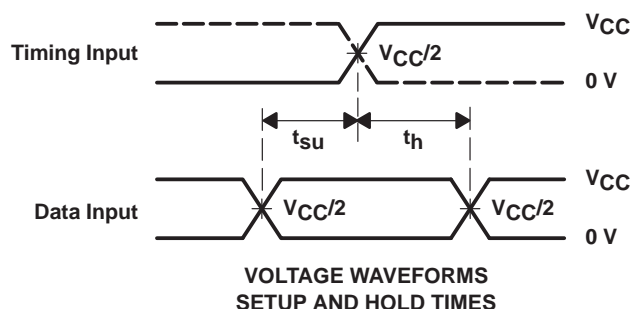 VCC
Timing Input
VCC/2
0 V
tsu
th
VCC
Data Input
VCC/2
VCC/2
0 V
VOLTAGE WAVEFORMS
SETUP AND HOLD TIMES